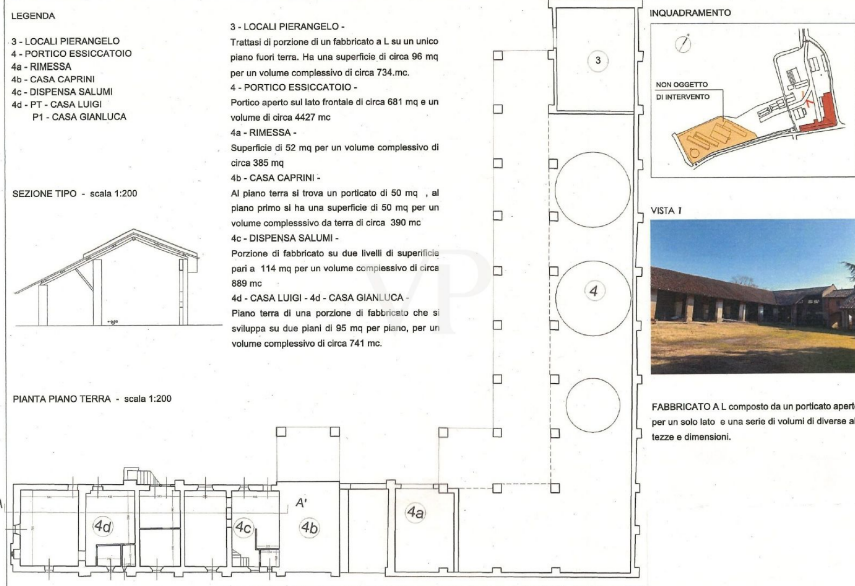 LEGENDA
3 - LOCALI PIERANGELO
4 - PORTICO ESSICCATOIO
4a - RIMESSA
4b - CASA CAPRINI
4c - DISPENSA SALUMI
4d - PT - CASA LUIGI
P1 - CASA GIANLUCA
SEZIONE TIPO - scala 1:200
PIANTA PIANO TERRA - scala 1:200
3 - LOCALI PIERANGELO -
Trattasi di porzione di un fabbricato a L su un unico
piano fuori terra. Ha una superficie di circa 96 mq
per un volume complessivo di circa 734.mc.
4 - PORTICO ESSICCATOIO -
Portico aperto sul lato frontale di circa 681 mq e un
volume di circa 4427 mc
4a - RIMESSA -
Superficie di 52 mq per un volume complessivo di
circa 385 mq
4b - CASA CAPRINI -
Al piano terra si trova un porticato di 50 mq , al
piano primo si ha una superficie di 50 mq per un
volume complesssivo da terra di circa 390 mc
4c - DISPENSA SALUMI -
Porzione di fabbricato su due livelli di superificie
pari a 114 mq per un volume complessivo di circa
889 mc
4d - CASA LUIGI - 4d - CASA GIANLUCA -
Piano terra di una porzione di fabbricato che si
sviluppa su due piani di 95 mq per piano, per un
volume complessivo di circa 741 mc.
VP
3
4
4a
4b
4c
4d
A'
INQUADRAMENTO
NON OGGETTO
DI INTERVENTO
VISTA 1
FABBRICATO A L composto da un porticato aperto
per un solo lato e una serie di volumi di diverse al
tezze e dimensioni.